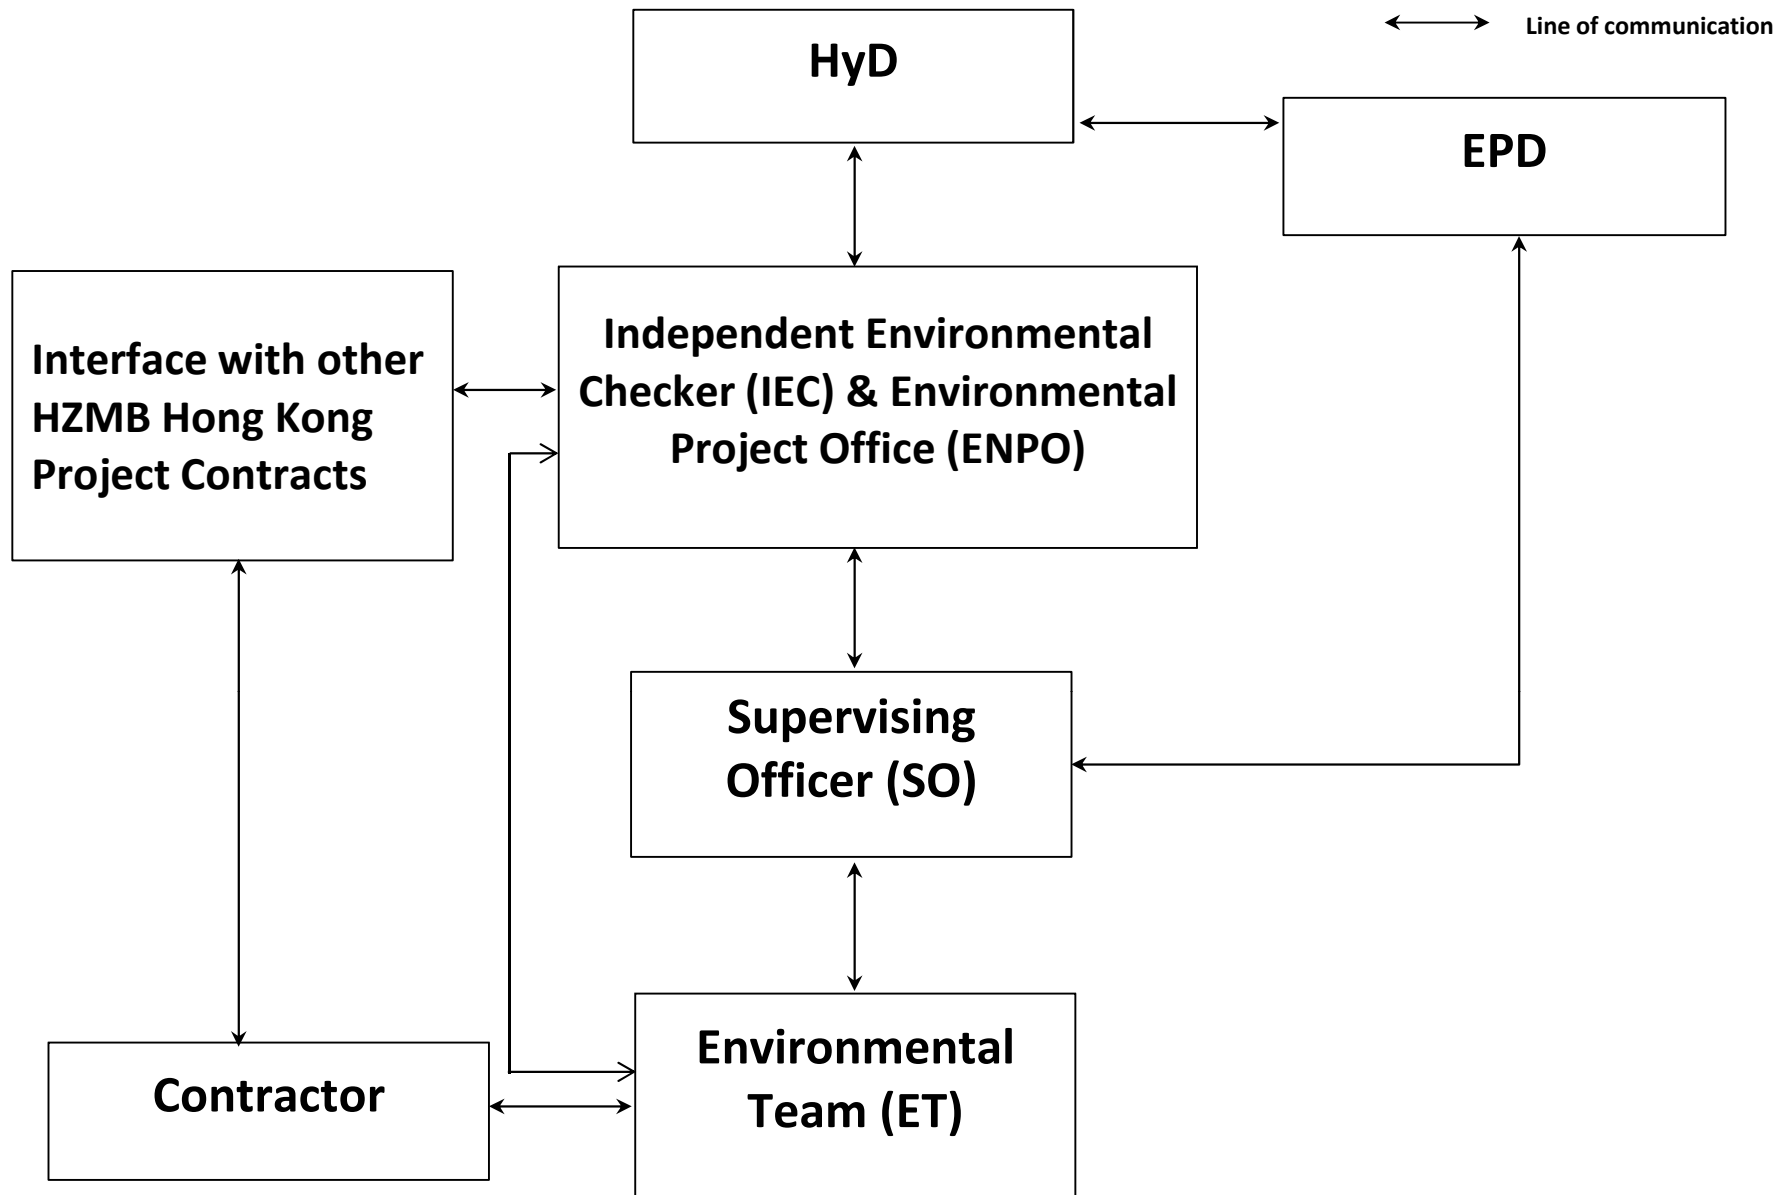 HyD
Line of communication
EPD
Interface with other
HZMB Hong Kong
Project Contracts
Independent Environmental
Checker (IEC) & Environmental
Project Office (ENPO)
Supervising
Officer (SO)
Contractor
Environmental
Team (ET)